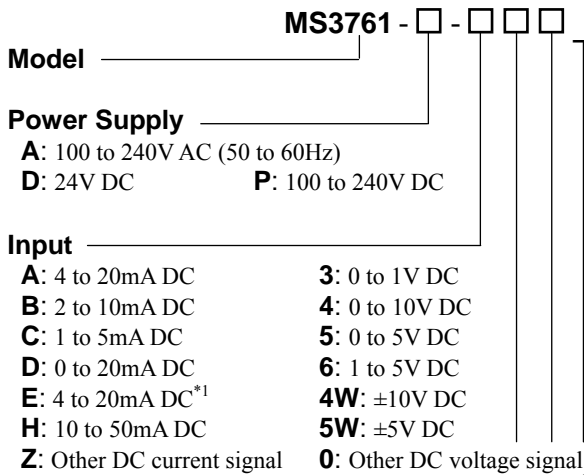 MS3761 - □ - □ □ □
Model
Power Supply
A: 100 to 240V AC (50 to 60Hz)
D: 24V DC P: 100 to 240V DC
Input
A: 4 to 20mA DC 3: 0 to 1V DC
B: 2 to 10mA DC 4: 0 to 10V DC
C: 1 to 5mA DC 5: 0 to 5V DC
D: 0 to 20mA DC 6: 1 to 5V DC
E: 4 to 20mA DC*1 4W: ±10V DC
H: 10 to 50mA DC 5W: ±5V DC
Z: Other DC current signal 0: Other DC voltage signal